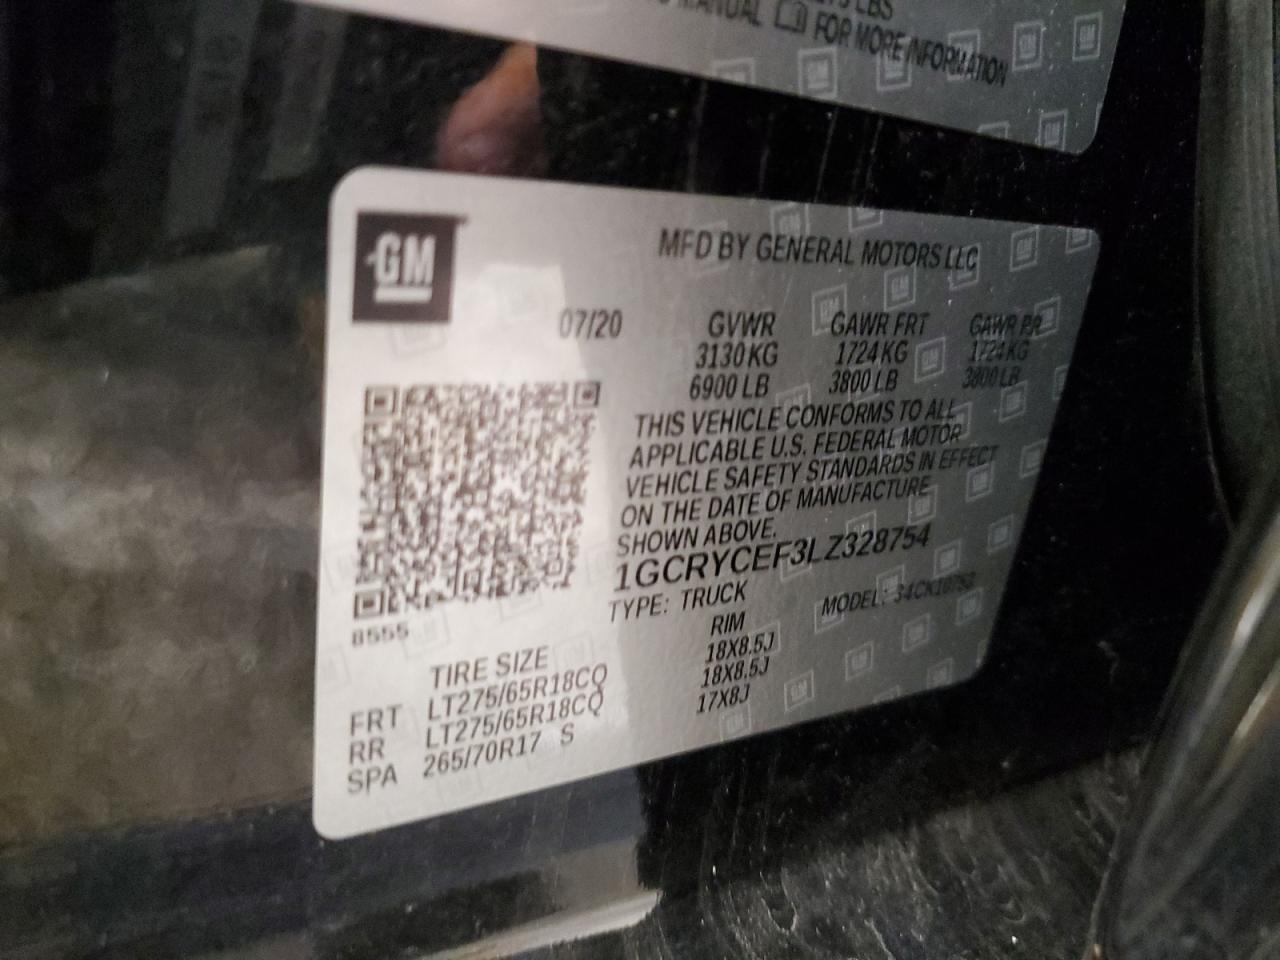 LBS
MANUAL FOR MORE INFORMATION
GM
MFD BY GENERAL MOTORS LLC
07/20 GVWR GAWR FRT GAWR RR
3130 KG 1724 KG 1724 KG
6900 LB 3800 LB 3800 LB
THIS VEHICLE CONFORMS TO ALL
APPLICABLE U.S. FEDERAL MOTOR
VEHICLE SAFETY STANDARDS IN EFFECT
ON THE DATE OF MANUFACTURE
SHOWN ABOVE.
1GCRYCEF3LZ328754
TYPE: TRUCK MODEL:
8555
TIRE SIZE RIM
FRT LT275/65R18CQ 18X8.5J
RR LT275/65R18CQ 18X8.5J
SPA 265/70R17 S 17X8J